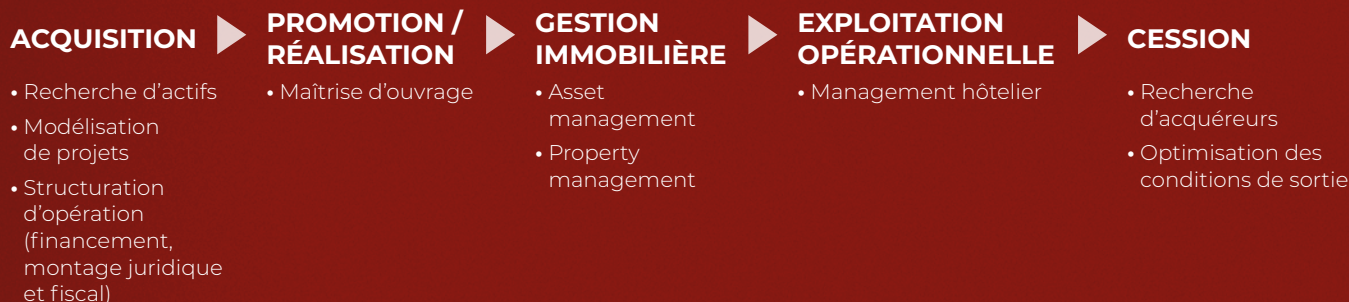 ACQUISITION
• Recherche d’actifs
• Modélisation
de projets
• Structuration
d’opération
(financement,
montage juridique
et fiscal)
PROMOTION /
RÉALISATION
• Maîtrise d’ouvrage
GESTION
IMMOBILIÈRE
• Asset
management
• Property
management
EXPLOITATION
OPÉRATIONNELLE
• Management hôtelier
CESSION
• Recherche
d’acquéreurs
• Optimisation des
conditions de sortie